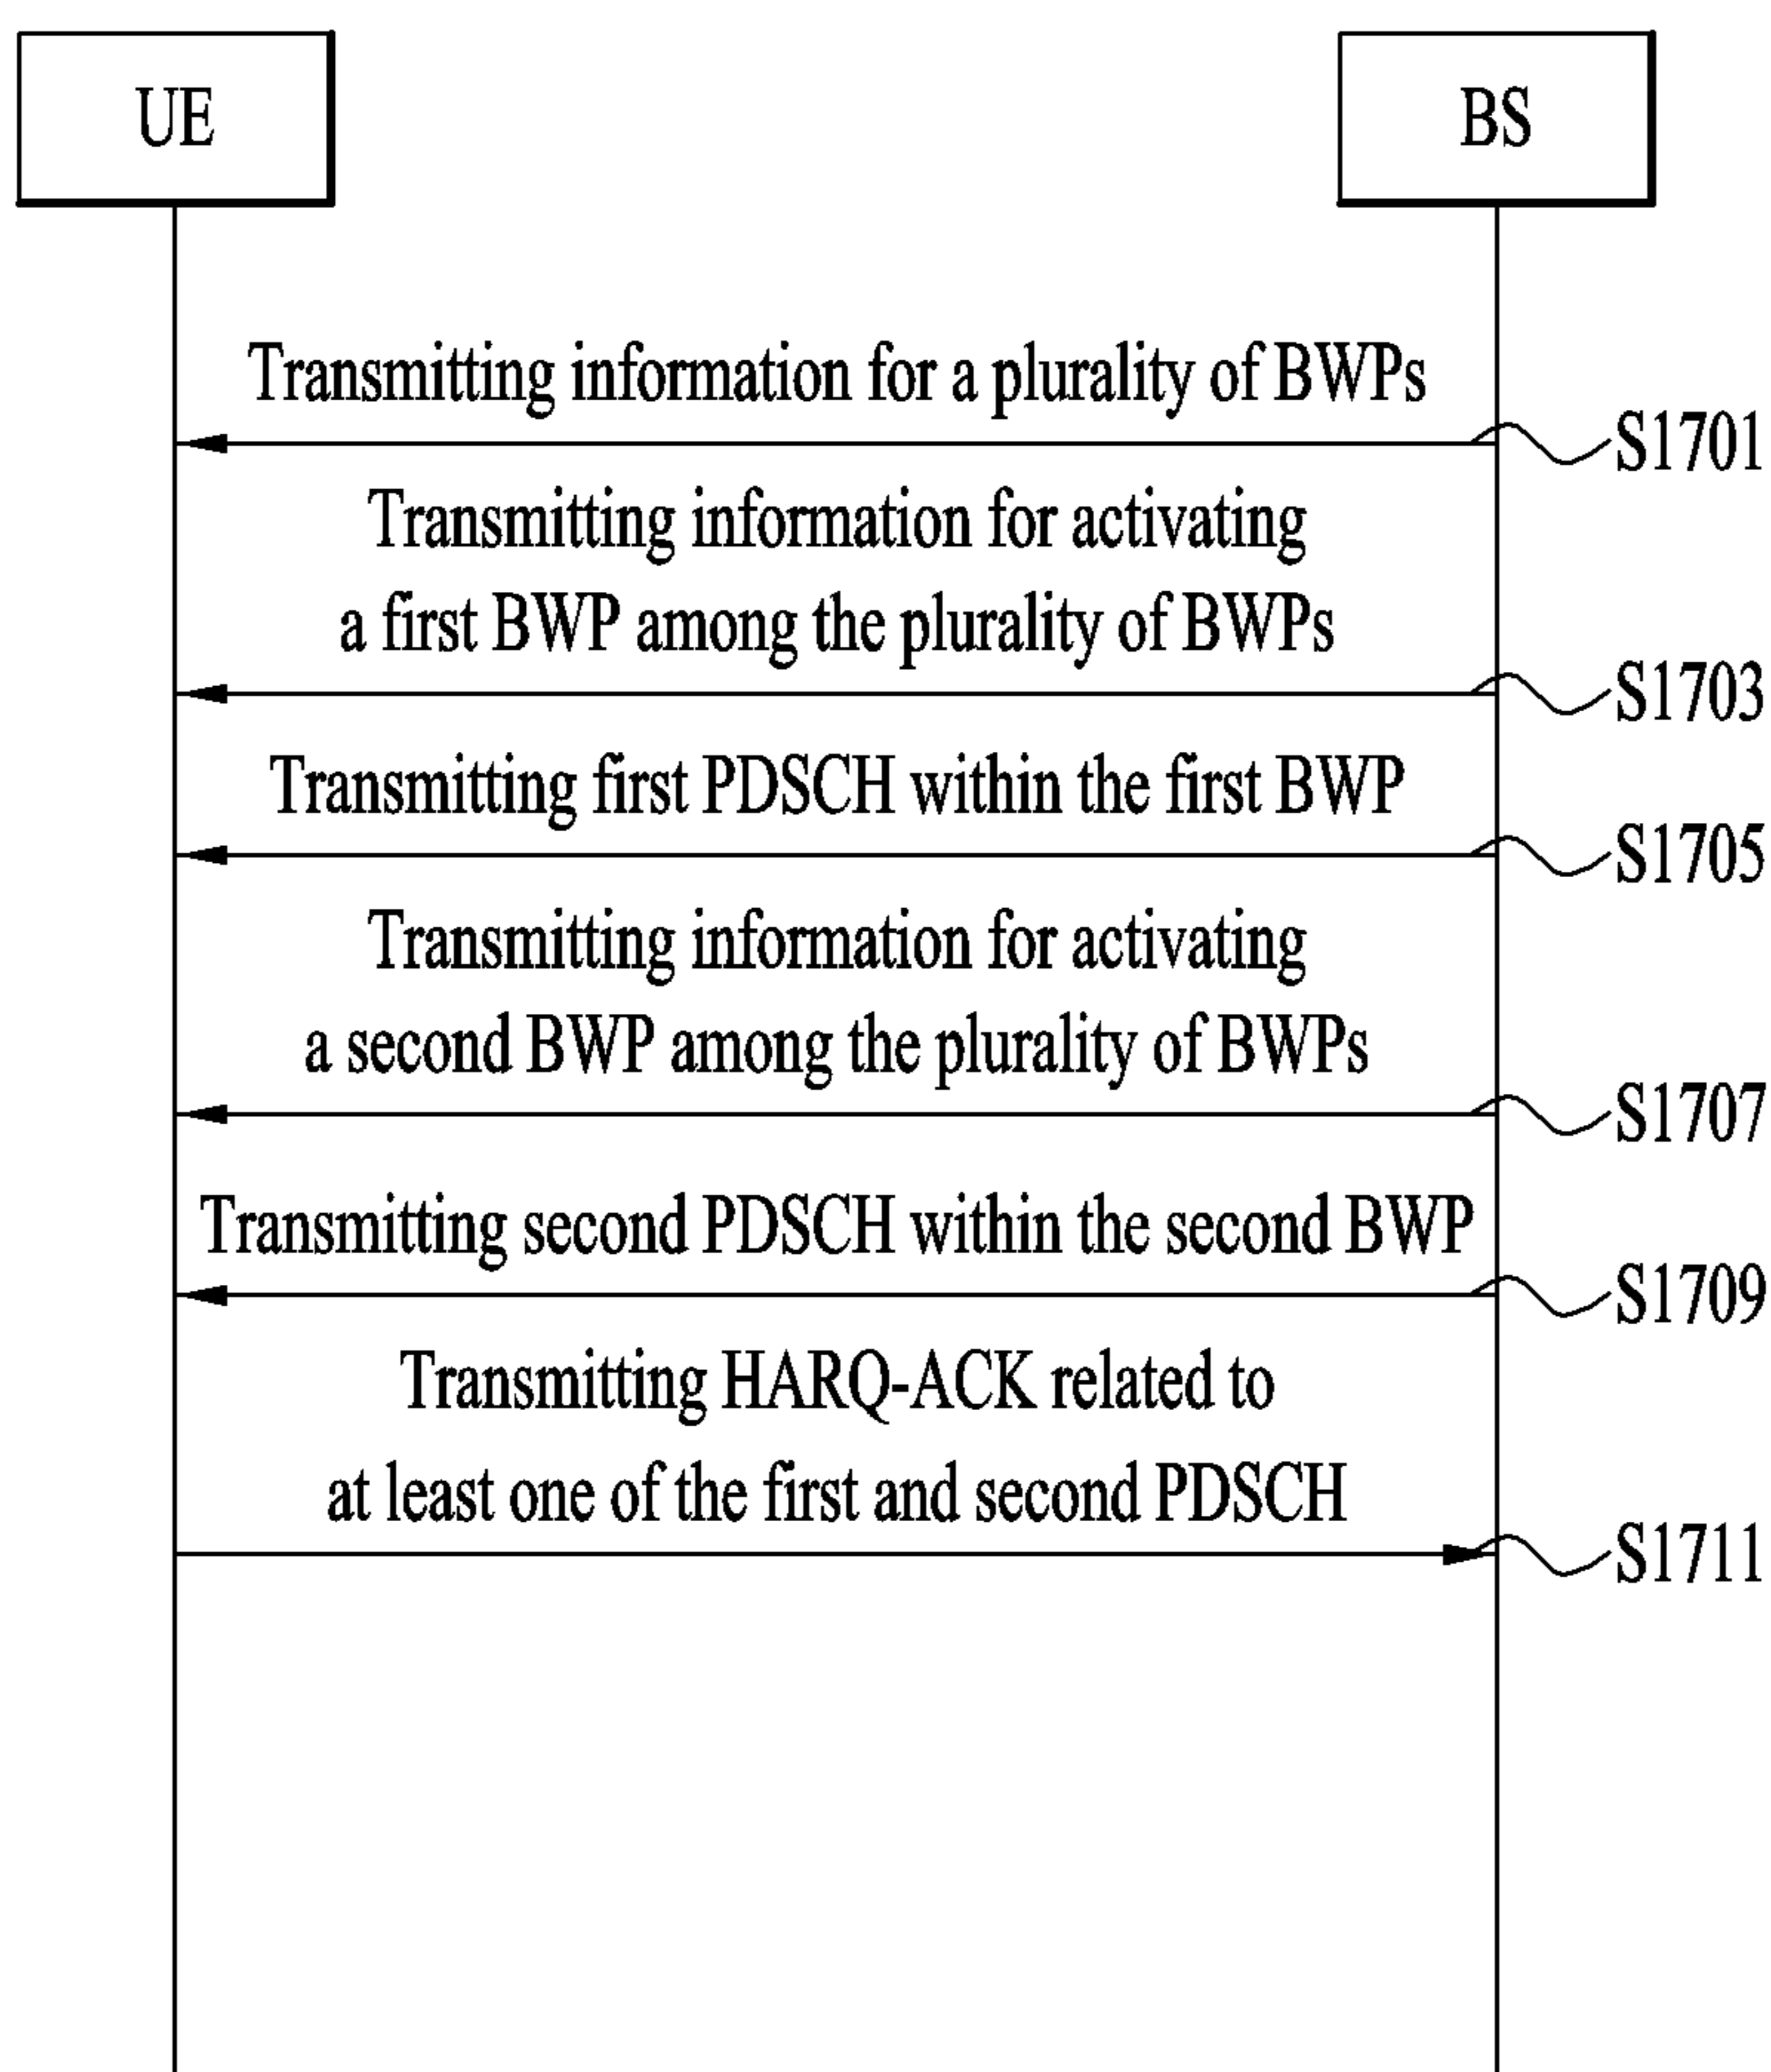 UE
BS
Transmitting information for a plurality of BWPs
S1701
Transmitting information for activating
a first BWP among the plurality of BWPs
S1703
Transmitting first PDSCH within the first BWP
S1705
Transmitting information for activating
a second BWP among the plurality of BWPs
S1707
Transmitting second PDSCH within the second BWP
S1709
Transmitting HARQ-ACK related to
at least one of the first and second PDSCH
S1711